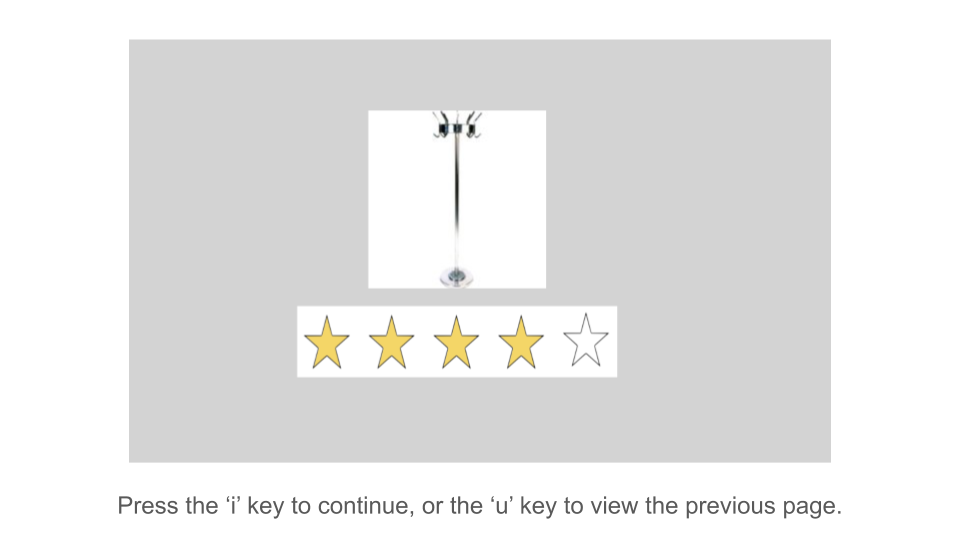 Press the ‘i’ key to continue, or the ‘u’ key to view the previous page.